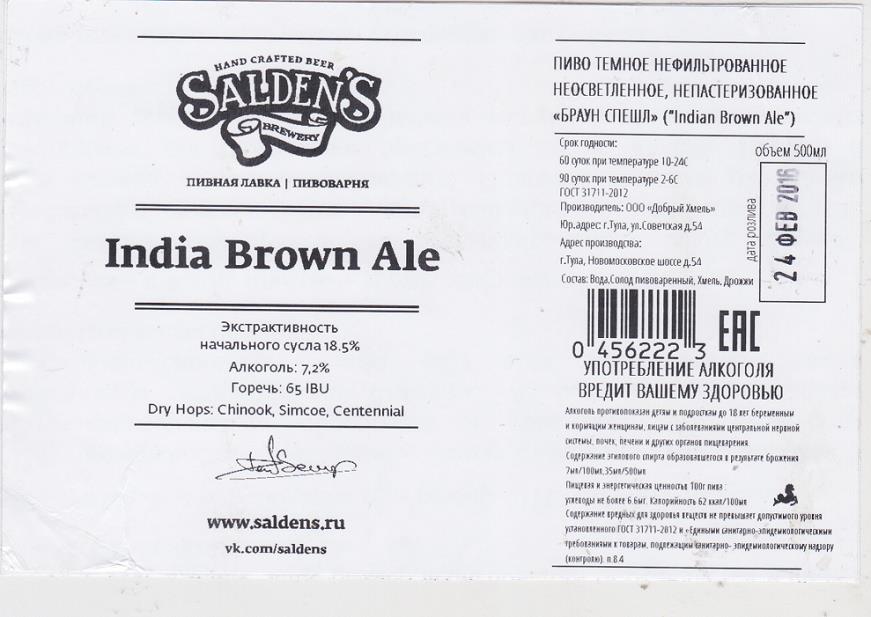 HAND CRAFTED BEER
SALDEN'S
BREWERY
ПИВНАЯ ЛАВКА | ПИВОВАРНЯ
India Brown Ale
Экстрактивность
начального сусла 18.5%
Алкоголь: 7,2%
Горечь: 65 IBU
Dry Hops: Chinook, Simcoe, Centennial
www.saldens.ru
vk.com/saldens
ПИВО ТЕМНОЕ НЕФИЛЬТРОВАННОЕ
НЕОСВЕТЛЕННОЕ, НЕПАСТЕРИЗОВАННОЕ
«БРАУН СПЕШЛ» ("Indian Brown Ale")
Срок годности:
60 суток при температуре 10-24С
90 суток при температуре 2-6С
ГОСТ 31711-2012
Производитель: ООО «Добрый Хмель»
Юр.адрес: г.Тула, ул.Советская д.54
Адрес производства:
г.Тула, Новомосковское шоссе д.54
Состав: Вода,Солод пивоваренный, Хмель, Дрожжи
объем 500мл
дата розлива
24 ФЕВ 2016
0 456222 3
EAC
УПОТРЕБЛЕНИЕ АЛКОГОЛЯ
ВРЕДИТ ВАШЕМУ ЗДОРОВЬЮ
Алкоголь противопоказан детям и подросткам до 18 лет беременным
и кормящим женщинам, лицам с заболеваниями центральной нервной
системы, почек, печени и других органов пищеварения.
Содержание этилового спирта образовавшегося в результате брожения
7мл/100мл,35мл/500мл
Пищевая и энергетическая ценностьв 100г пива :
углеводы не более 6.6мг. Калорийность 62 ккал/100мл
Содержание вредных для здоровья веществ не превышает допустимого уровня
установленного ГОСТ 31711-2012 и «Едиными санитарно-эпидемиологическими
требованиями к товарам, подлежащим санитарно- эпидемиологическому надзору
(контролю). п.8.4